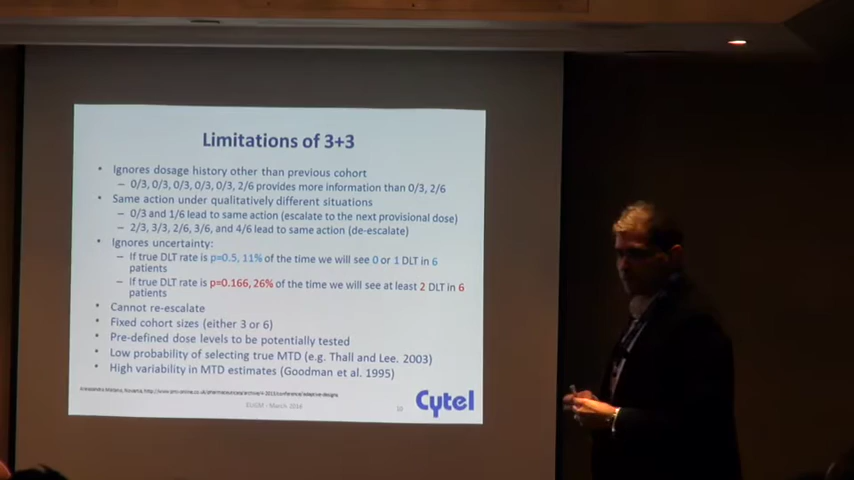 Limitations of 3+3
• Ignores dosage history other than previous cohort
– 0/3, 0/3, 0/3, 0/3, 0/3, 2/6 provides more information than 0/3, 2/6
• Same action under qualitatively different situations
– 0/3 and 1/6 lead to same action (escalate to the next provisional dose)
– 2/3, 3/3, 2/6, 3/6, and 4/6 lead to same action (de-escalate)
• Ignores uncertainty:
– If true DLT rate is p=0.5, 11% of the time we will see 0 or 1 DLT in 6
patients
– If true DLT rate is p=0.166, 26% of the time we will see at least 2 DLT in 6
patients
• Cannot re-escalate
• Fixed cohort sizes (either 3 or 6)
• Pre-defined dose levels to be potentially tested
• Low probability of selecting true MTD (e.g. Thall and Lee. 2003)
• High variability in MTD estimates (Goodman et al. 1995)
EUGM - March 2014
10
Cytel